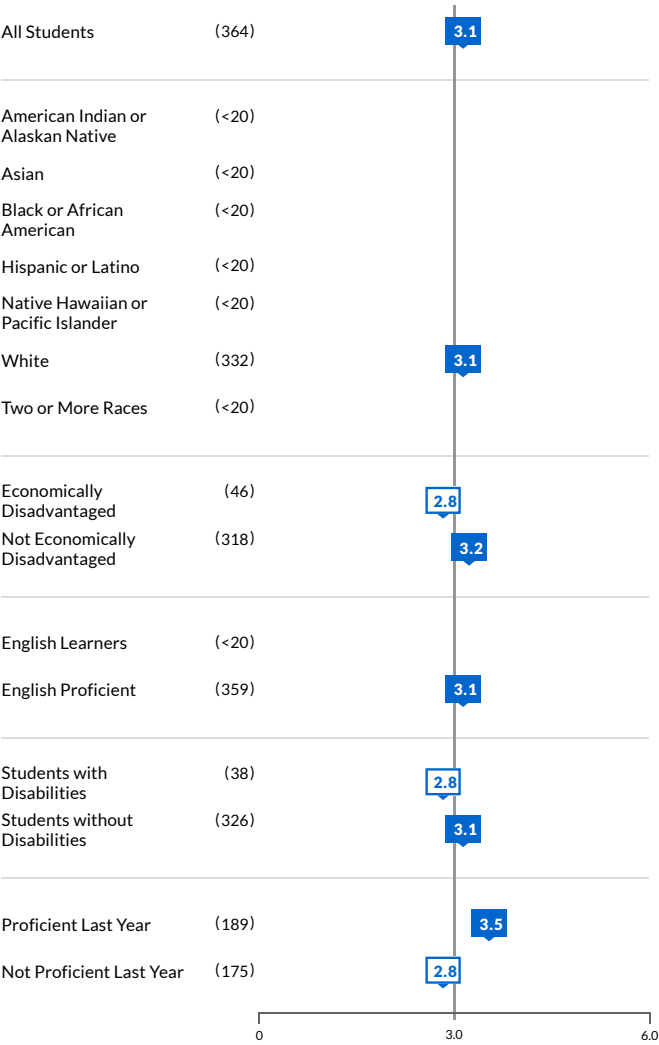 All Students (364) 3.1
American Indian or (<20)
Alaskan Native
Asian (<20)
Black or African (<20)
American
Hispanic or Latino (<20)
Native Hawaiian or (<20)
Pacific Islander
White (332) 3.1
Two or More Races (<20)
Economically (46) 2.8
Disadvantaged
Not Economically (318) 3.2
Disadvantaged
English Learners (<20)
English Proficient (359) 3.1
Students with (38) 2.8
Disabilities
Students without (326) 3.1
Disabilities
Proficient Last Year (189) 3.5
Not Proficient Last Year (175) 2.8
0 3.0 6.0